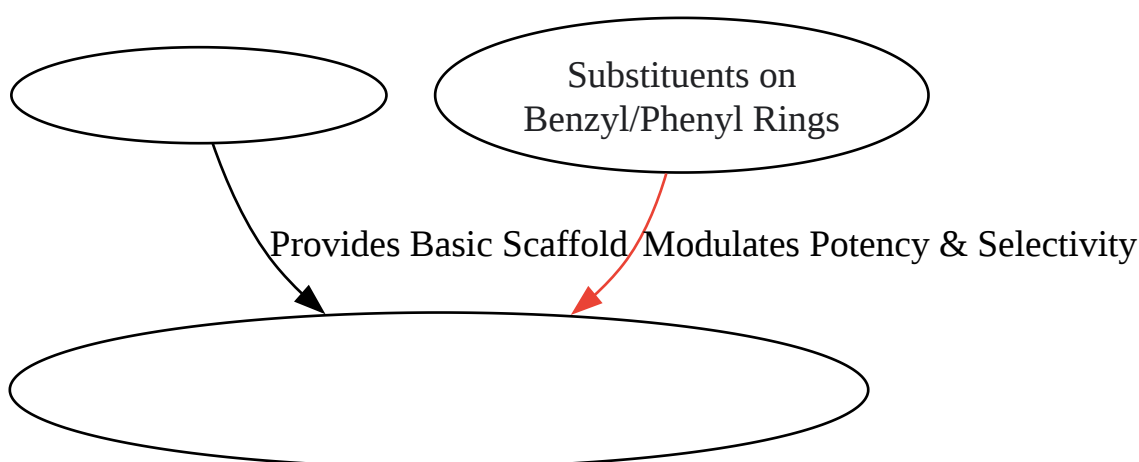 Substituents on
Benzyl/Phenyl Rings
Provides Basic Scaffold
Modulates Potency & Selectivity